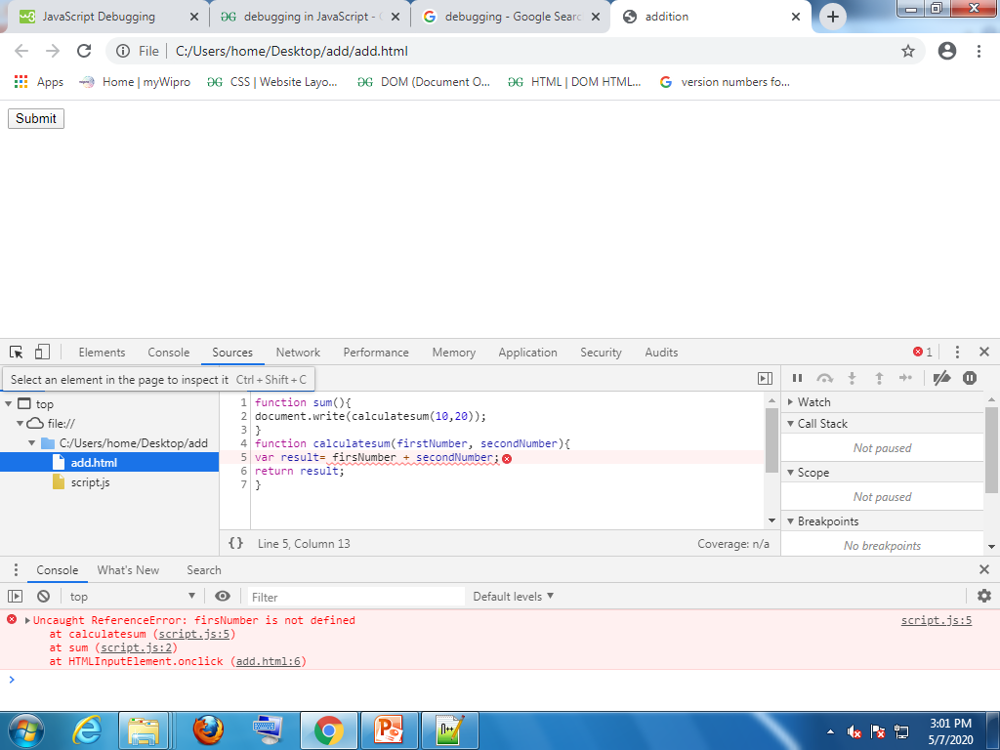 JavaScript Debugging
debugging in JavaScript -
debugging - Google Searc
addition
File | C:/Users/home/Desktop/add/add.html
Apps
Home | myWipro
CSS | Website Layo...
DOM (Document O...
HTML | DOM HTML...
version numbers fo...
Submit
Elements Console Sources Network Performance Memory Application Security Audits 1
Select an element in the page to inspect it Ctrl + Shift + C
top
file://
C:/Users/home/Desktop/add
add.html
script.js
1 function sum(){
2 document.write(calculatesum(10,20));
3 }
4 function calculatesum(firstNumber, secondNumber){
5 var result= firsNumber + secondNumber;
6 return result;
7 }
{} Line 5, Column 13 Coverage: n/a
Watch
Call Stack
Not paused
Scope
Not paused
Breakpoints
No breakpoints
Console What's New Search
top Filter Default levels
Uncaught ReferenceError: firsNumber is not defined script.js:5
at calculatesum (script.js:5)
at sum (script.js:2)
at HTMLInputElement.onclick (add.html:6)
3:01 PM
5/7/2020